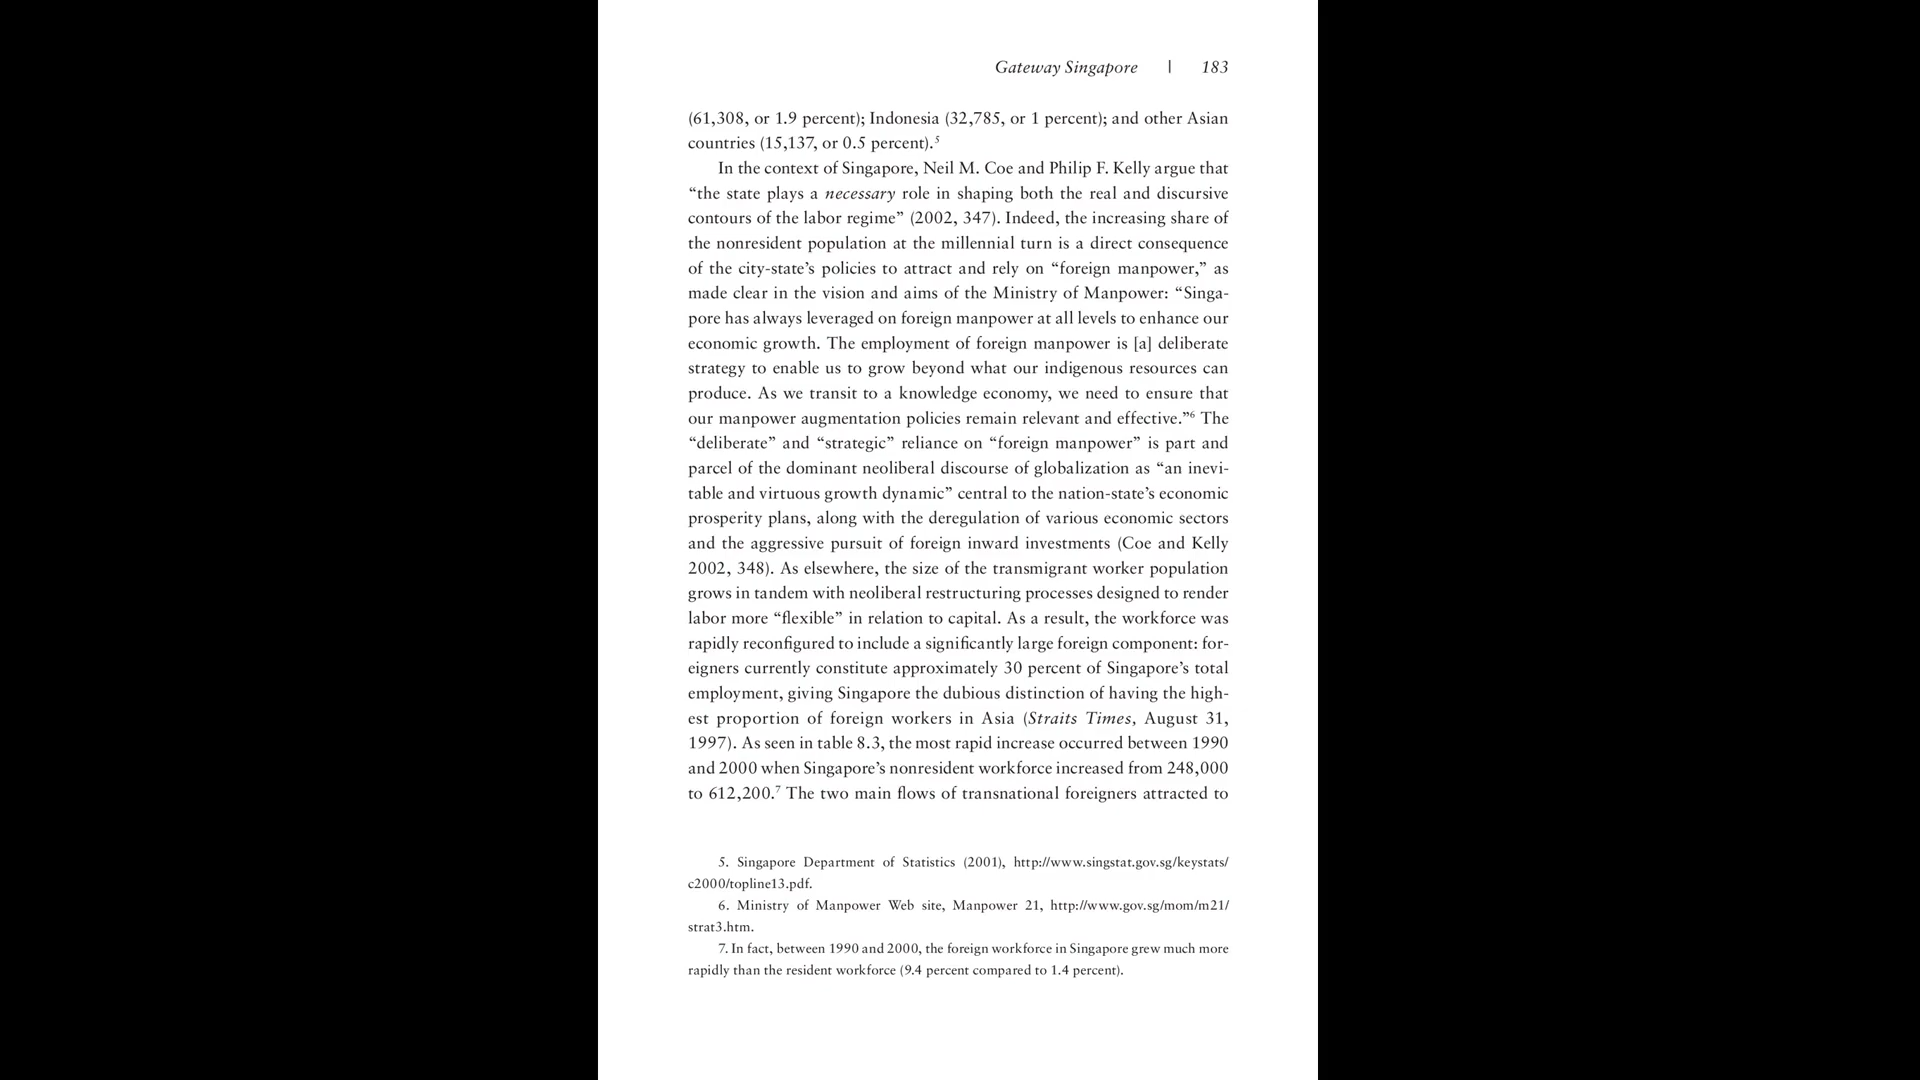 Gateway Singapore | 183
(61,308, or 1.9 percent); Indonesia (32,785, or 1 percent); and other Asian
countries (15,137, or 0.5 percent).5
In the context of Singapore, Neil M. Coe and Philip F. Kelly argue that
“the state plays a necessary role in shaping both the real and discursive
contours of the labor regime” (2002, 347). Indeed, the increasing share of
the nonresident population at the millennial turn is a direct consequence
of the city-state’s policies to attract and rely on “foreign manpower,” as
made clear in the vision and aims of the Ministry of Manpower: “Singa-
pore has always leveraged on foreign manpower at all levels to enhance our
economic growth. The employment of foreign manpower is [a] deliberate
strategy to enable us to grow beyond what our indigenous resources can
produce. As we transit to a knowledge economy, we need to ensure that
our manpower augmentation policies remain relevant and effective.”6 The
“deliberate” and “strategic” reliance on “foreign manpower” is part and
parcel of the dominant neoliberal discourse of globalization as “an inevi-
table and virtuous growth dynamic” central to the nation-state’s economic
prosperity plans, along with the deregulation of various economic sectors
and the aggressive pursuit of foreign inward investments (Coe and Kelly
2002, 348). As elsewhere, the size of the transmigrant worker population
grows in tandem with neoliberal restructuring processes designed to render
labor more “flexible” in relation to capital. As a result, the workforce was
rapidly reconfigured to include a significantly large foreign component: for-
eigners currently constitute approximately 30 percent of Singapore’s total
employment, giving Singapore the dubious distinction of having the high-
est proportion of foreign workers in Asia (Straits Times, August 31,
1997). As seen in table 8.3, the most rapid increase occurred between 1990
and 2000 when Singapore’s nonresident workforce increased from 248,000
to 612,200.7 The two main flows of transnational foreigners attracted to
5. Singapore Department of Statistics (2001), http://www.singstat.gov.sg/keystats/
c2000/topline13.pdf.
6. Ministry of Manpower Web site, Manpower 21, http://www.gov.sg/mom/m21/
strat3.htm.
7. In fact, between 1990 and 2000, the foreign workforce in Singapore grew much more
rapidly than the resident workforce (9.4 percent compared to 1.4 percent).